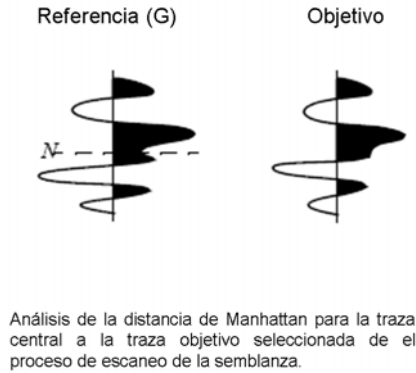 Referencia (G) Objetivo
N
Análisis de la distancia de Manhattan para la traza
central a la traza objetivo seleccionada de el
proceso de escaneo de la semblanza.